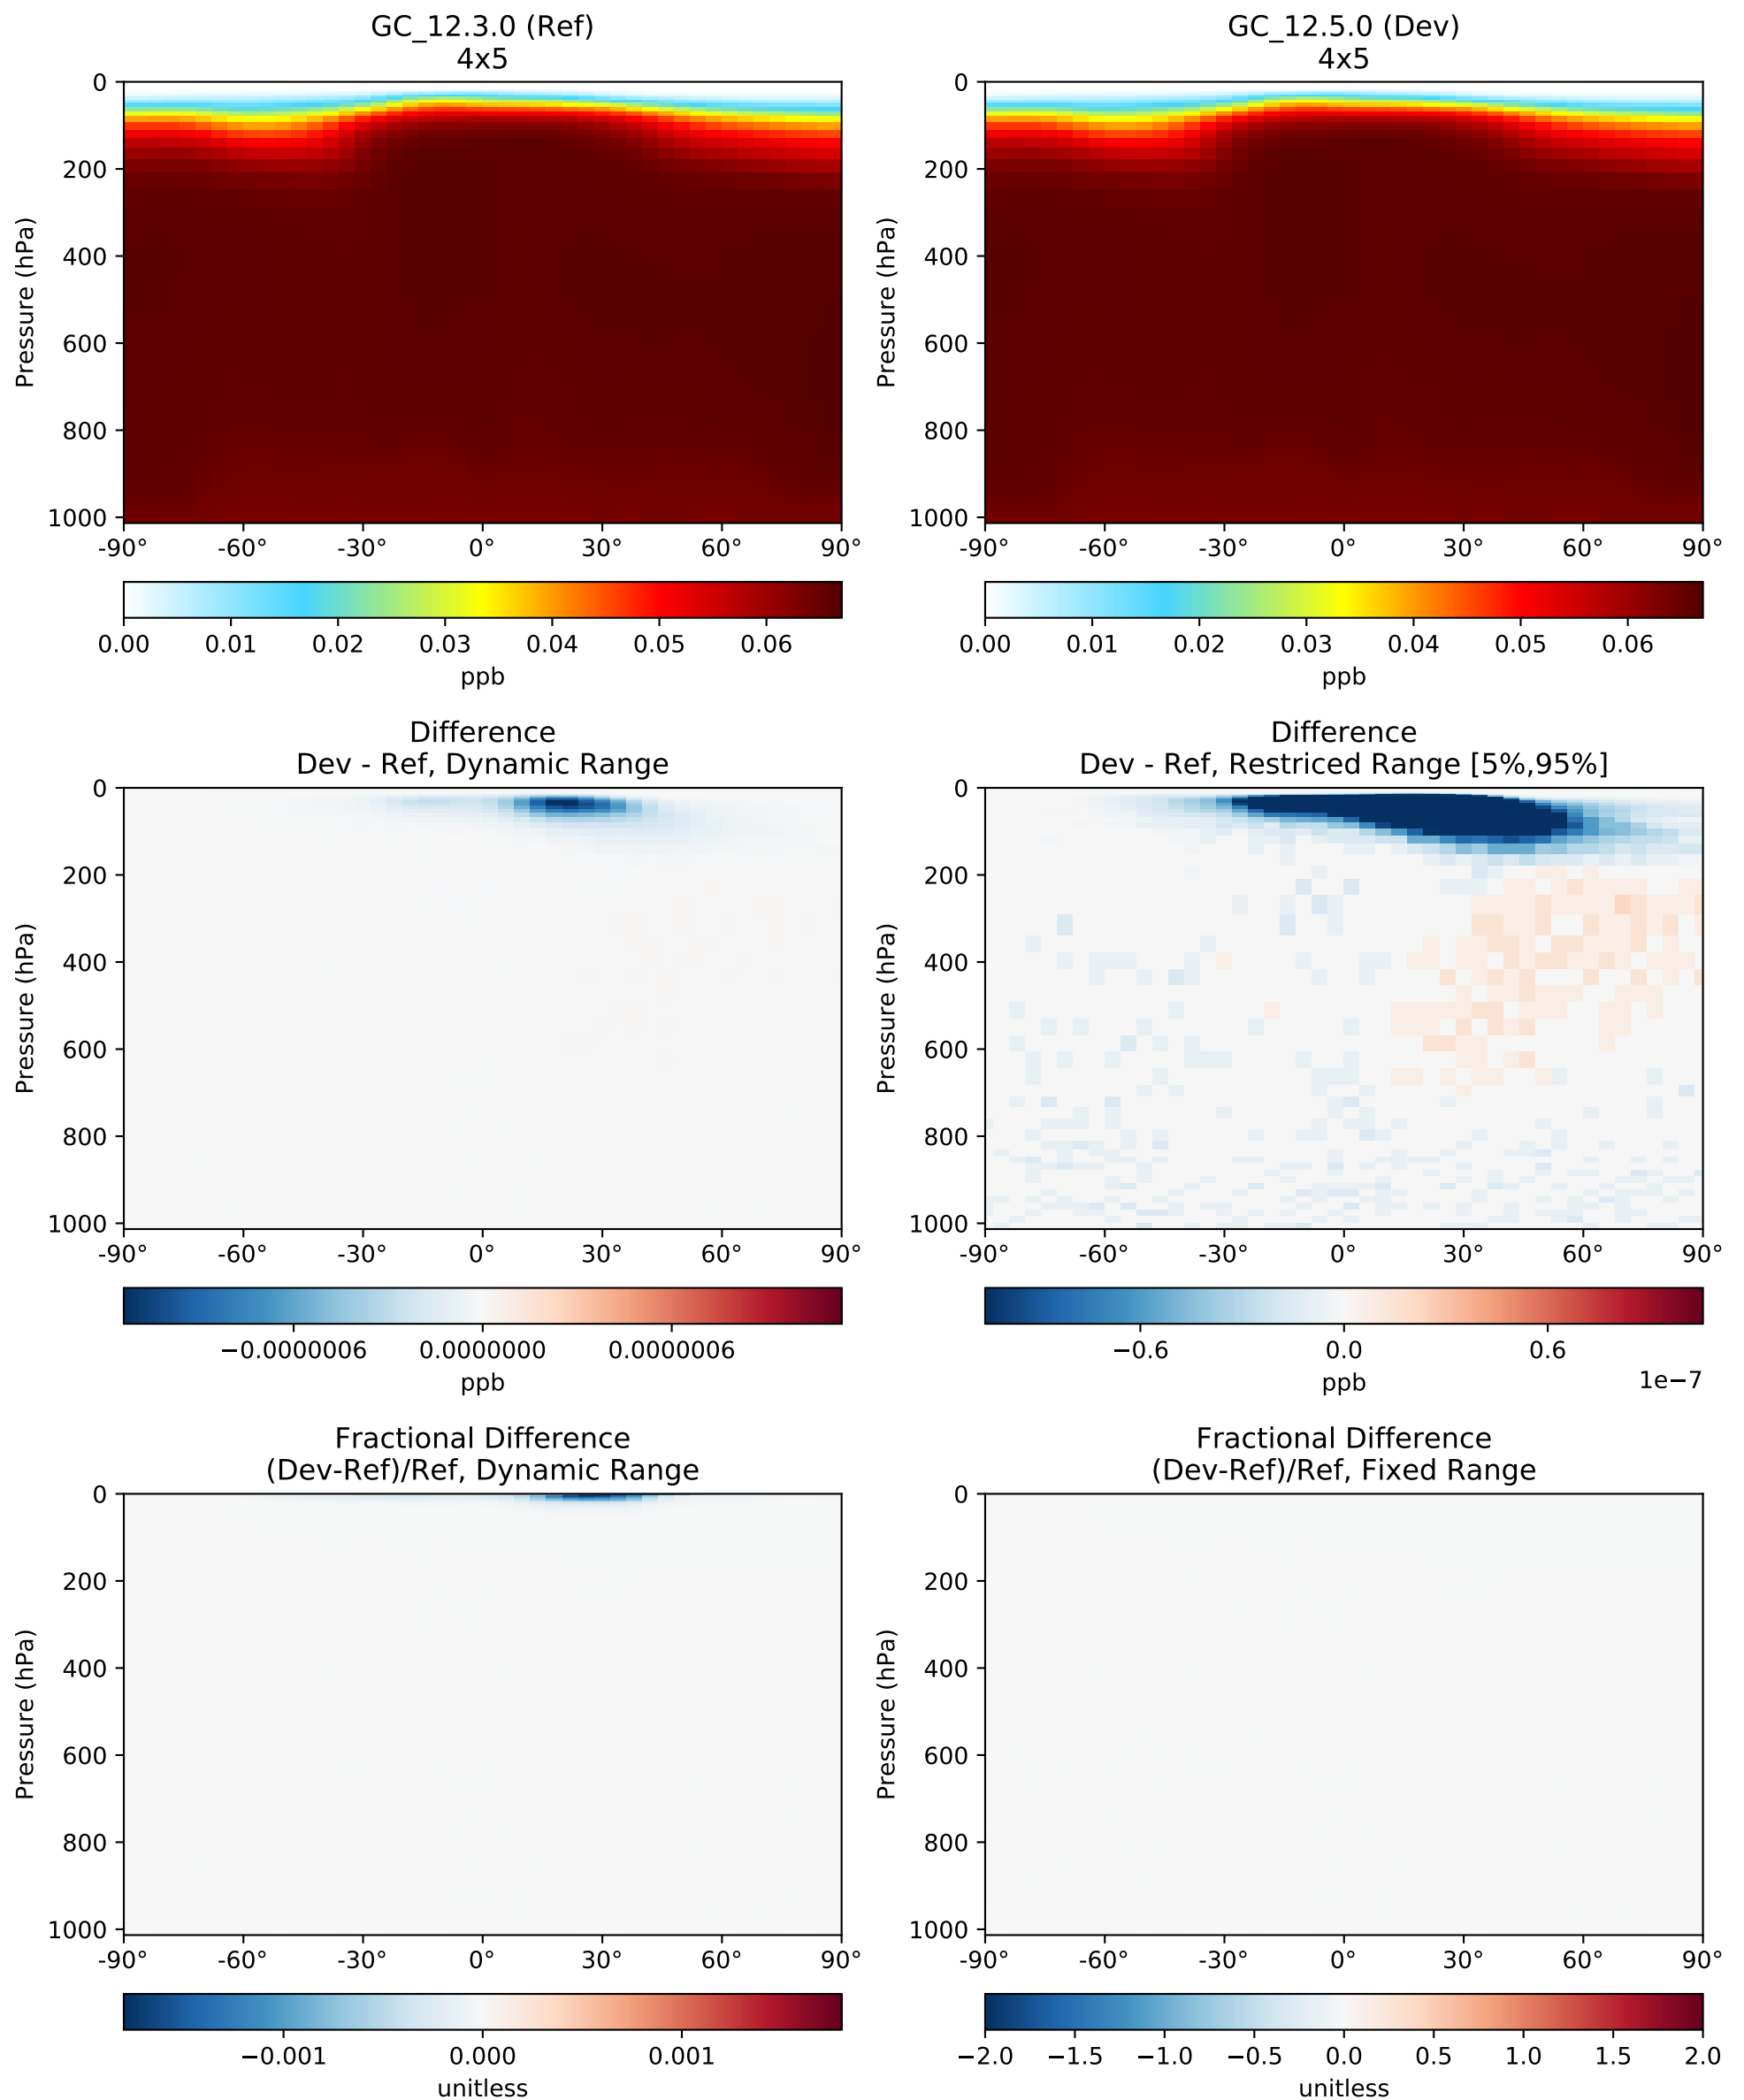 GC_12.3.0 (Ref)
4x5
0
200
400
600
800
1000
Pressure (hPa)
-90° -60° -30° 0° 30° 60° 90°
0.00 0.01 0.02 0.03 0.04 0.05 0.06
ppb
GC_12.5.0 (Dev)
4x5
0
200
400
600
800
1000
Pressure (hPa)
-90° -60° -30° 0° 30° 60° 90°
0.00 0.01 0.02 0.03 0.04 0.05 0.06
ppb
Difference
Dev - Ref, Dynamic Range
0
200
400
600
800
1000
Pressure (hPa)
-90° -60° -30° 0° 30° 60° 90°
−0.0000006 0.0000000 0.0000006
ppb
Difference
Dev - Ref, Restriced Range [5%,95%]
0
200
400
600
800
1000
Pressure (hPa)
-90° -60° -30° 0° 30° 60° 90°
−0.6 0.0 0.6
ppb
1e−7
Fractional Difference
(Dev-Ref)/Ref, Dynamic Range
0
200
400
600
800
1000
Pressure (hPa)
-90° -60° -30° 0° 30° 60° 90°
−0.001 0.000 0.001
unitless
Fractional Difference
(Dev-Ref)/Ref, Fixed Range
0
200
400
600
800
1000
Pressure (hPa)
-90° -60° -30° 0° 30° 60° 90°
−2.0 −1.5 −1.0 −0.5 0.0 0.5 1.0 1.5 2.0
unitless